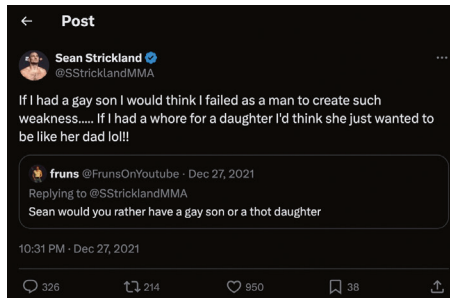 Post
Sean Strickland
@SStricklandMMA
If I had a gay son I would think I failed as a man to create such
weakness..... If I had a whore for a daughter I'd think she just wanted to
be like her dad lol!!
fruns @FrunsOnYoutube · Dec 27, 2021
Replying to @SStricklandMMA
Sean would you rather have a gay son or a thot daughter
10:31 PM · Dec 27, 2021
326 214 950 38